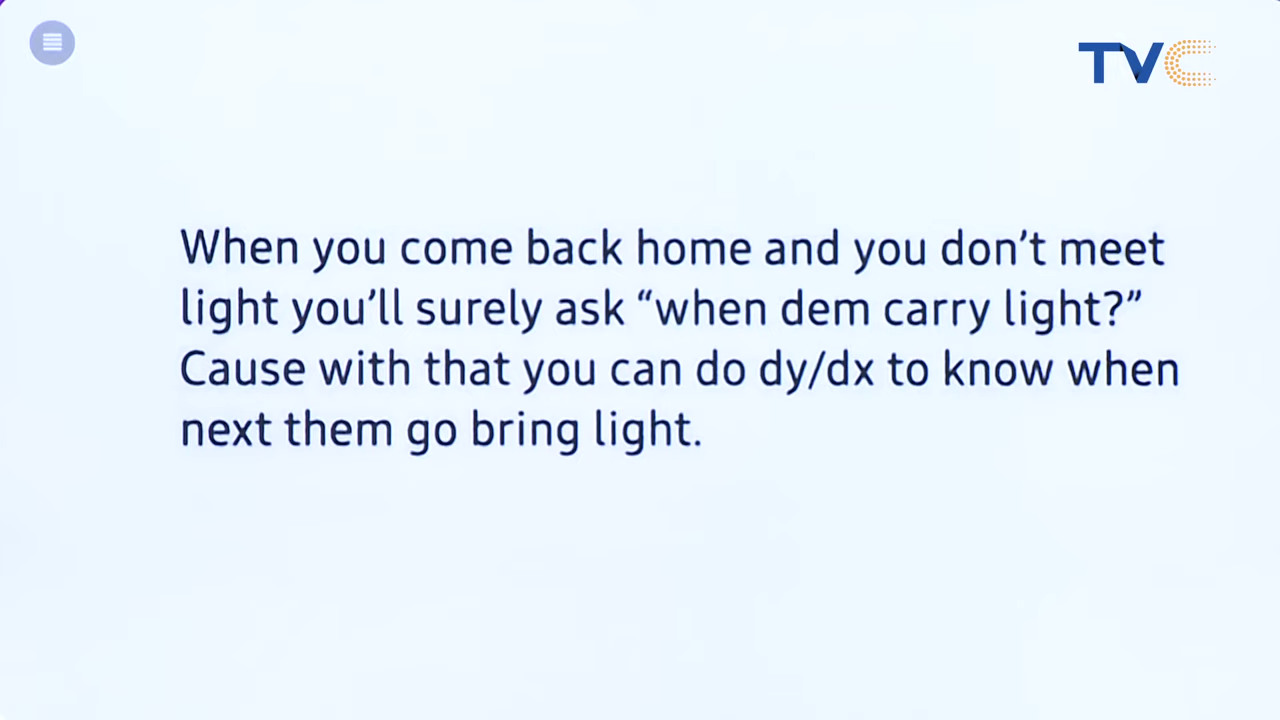 TVC
When you come back home and you don’t meet
light you’ll surely ask “when dem carry light?”
Cause with that you can do dy/dx to know when
next them go bring light.